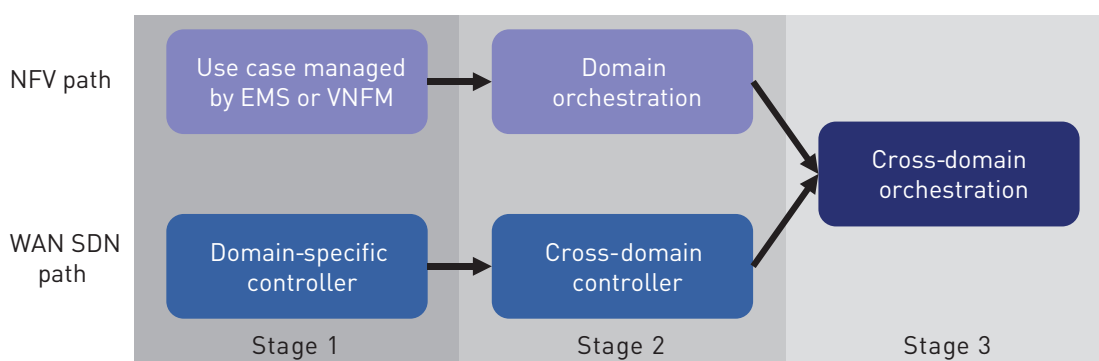 NFV path
Use case managed
by EMS or VNFM
Domain
orchestration
Cross-domain
orchestration
WAN SDN
path
Domain-specific
controller
Cross-domain
controller
Stage 1
Stage 2
Stage 3